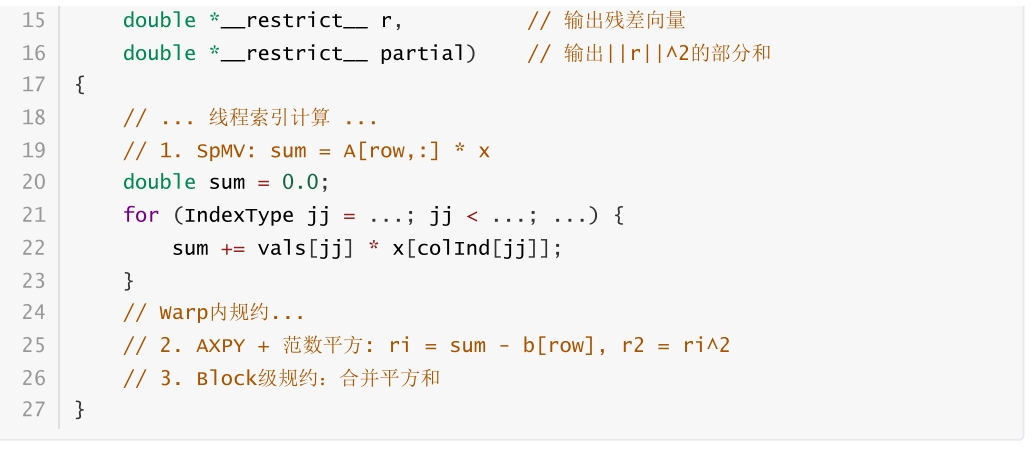 15 double *__restrict__ r, // 输出残差向量
16 double *__restrict__ partial) // 输出||r||^2的部分和
17 {
18 // ... 线程索引计算 ...
19 // 1. SpMV: sum = A[row,:] * x
20 double sum = 0.0;
21 for (IndexType jj = ...; jj < ...; ...) {
22 sum += vals[jj] * x[colInd[jj]];
23 }
24 // Warp内规约...
25 // 2. AXPY + 范数平方: ri = sum - b[row], r2 = ri^2
26 // 3. Block级规约: 合并平方和
27 }